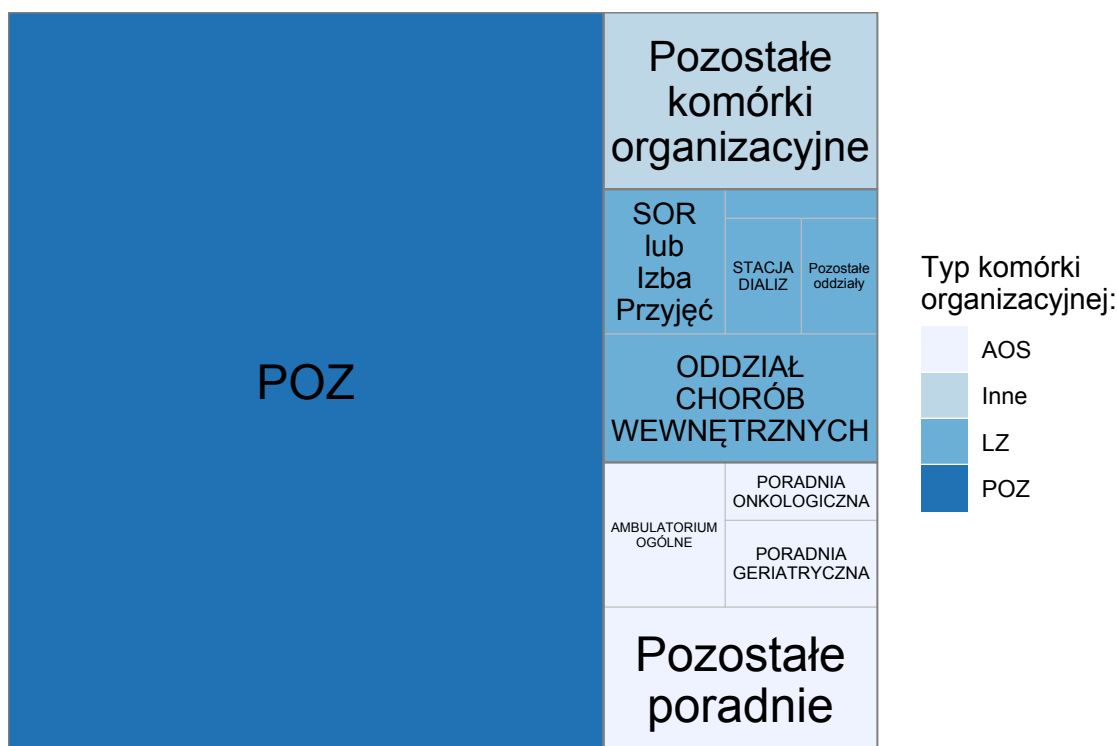 POZ
Pozostałe
komórki
organizacyjne
SOR
lub
Izba
Przyjęć
STACJA
DIALIZ
Pozostałe
oddziały
ODDZIAŁ
CHORÓB
WEWNĘTRZNYCH
AMBULATORIUM
OGÓLNE
PORADNIA
ONKOLOGICZNA
PORADNIA
GERIATRYCZNA
Pozostałe
poradnie
Typ komórki
organizacyjnej:
AOS
Inne
LZ
POZ